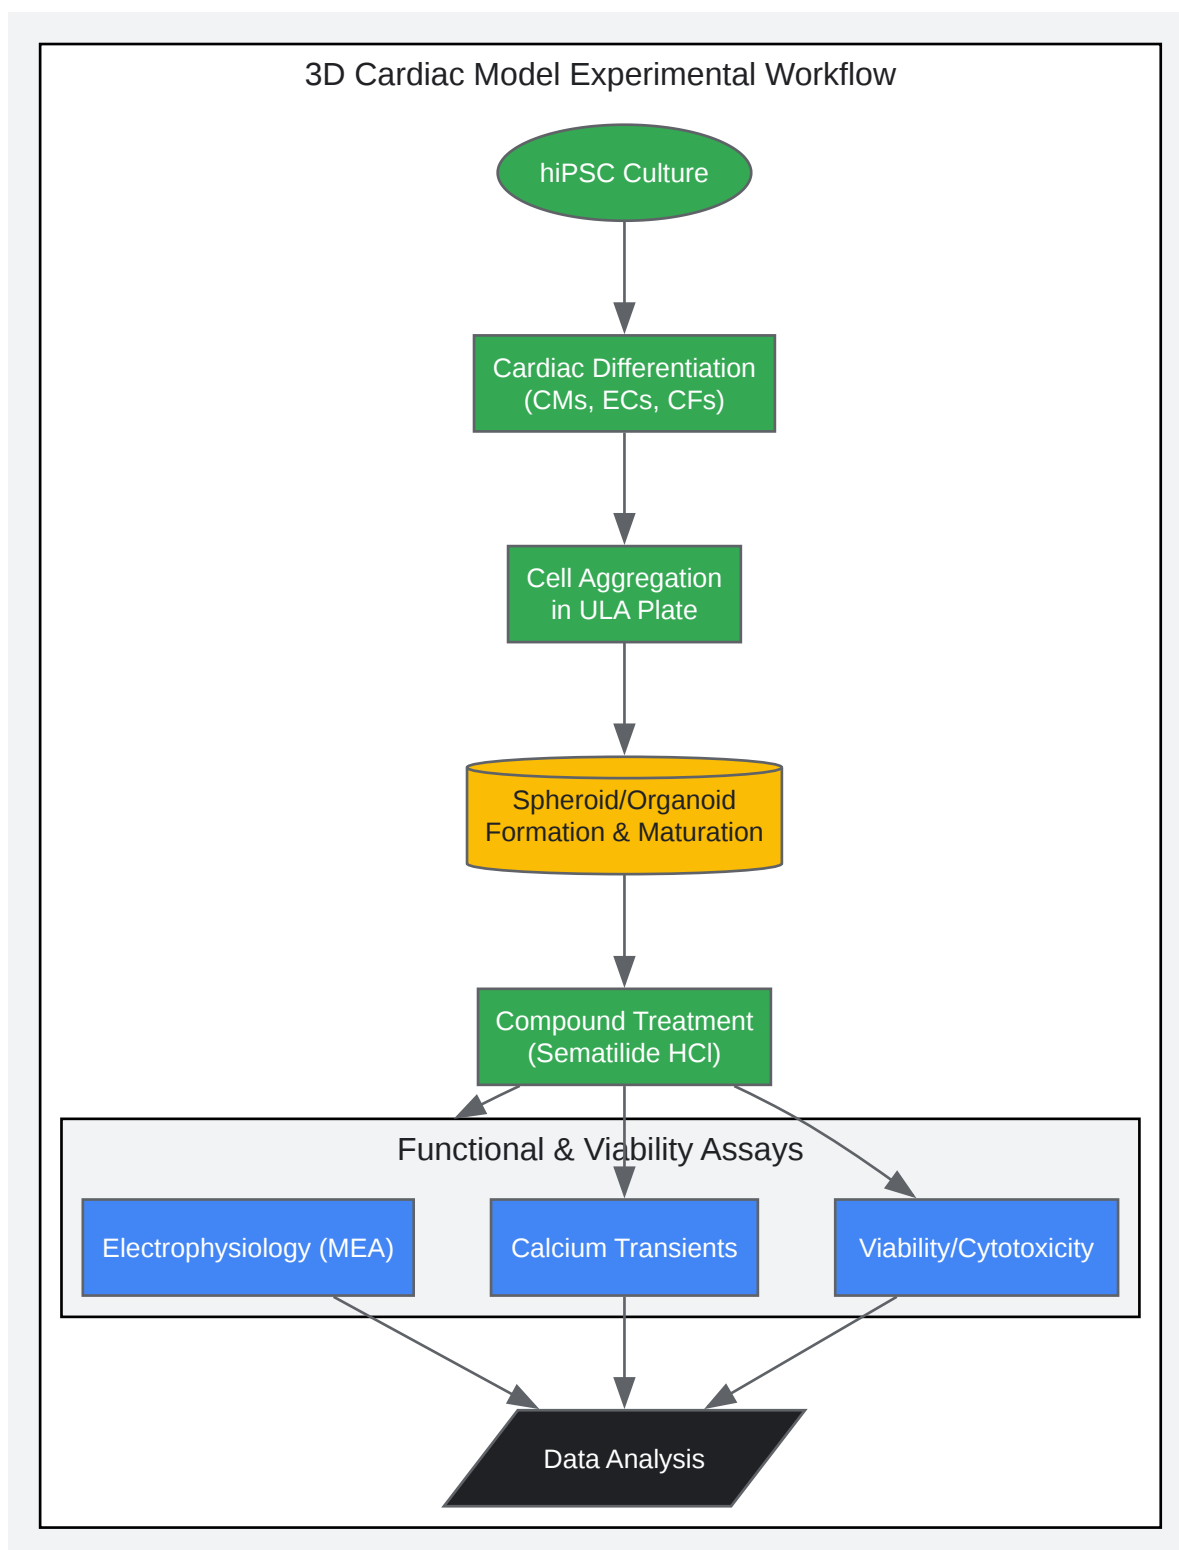 3D Cardiac Model Experimental Workflow
hiPSC Culture
Cardiac Differentiation
(CMs, ECs, CFs)
Cell Aggregation
in ULA Plate
Spheroid/Organoid
Formation & Maturation
Compound Treatment
(Sematilide HCl)
Functional & Viability Assays
Electrophysiology (MEA)
Calcium Transients
Viability/Cytotoxicity
Data Analysis